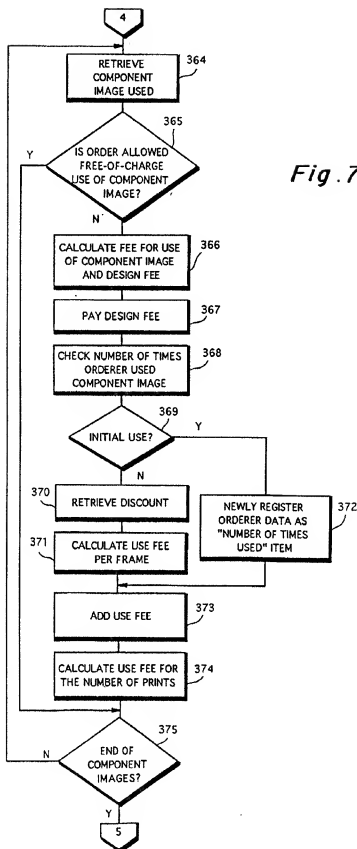 4
RETRIEVE
COMPONENT
IMAGE USED
364
365
IS ORDER ALLOWED
FREE-OF-CHARGE
USE OF COMPONENT
IMAGE?
Y
N
Fig. 7
CALCULATE FEE FOR USE
OF COMPONENT IMAGE
AND DESIGN FEE
366
PAY DESIGN FEE
367
CHECK NUMBER OF TIMES
ORDERER USED
COMPONENT IMAGE
368
369
INITIAL USE?
Y
N
370
RETRIEVE DISCOUNT
371
CALCULATE USE FEE
PER FRAME
NEWLY REGISTER
ORDERER DATA AS
"NUMBER OF TIMES
USED" ITEM
372
ADD USE FEE
373
CALCULATE USE FEE FOR
THE NUMBER OF PRINTS
374
375
END OF
COMPONENT
IMAGES?
N
Y
5